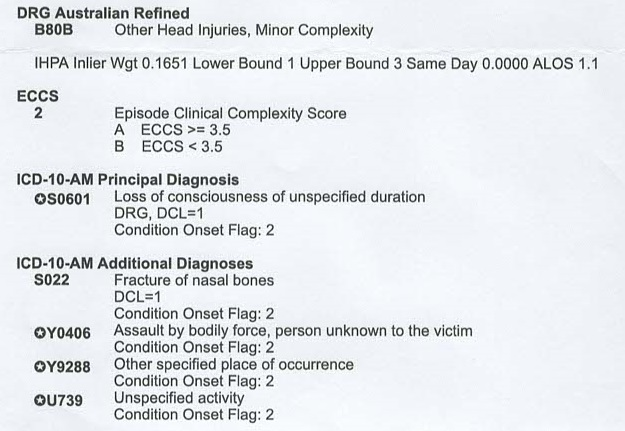 DRG Australian Refined
B80B Other Head Injuries, Minor Complexity
IHPA Inlier Wgt 0.1651 Lower Bound 1 Upper Bound 3 Same Day 0.0000 ALOS 1.1
ECCS
2 Episode Clinical Complexity Score
A ECCS >= 3.5
B ECCS < 3.5
ICD-10-AM Principal Diagnosis
✪S0601 Loss of consciousness of unspecified duration
DRG, DCL=1
Condition Onset Flag: 2
ICD-10-AM Additional Diagnoses
S022 Fracture of nasal bones
DCL=1
Condition Onset Flag: 2
✪Y0406 Assault by bodily force, person unknown to the victim
Condition Onset Flag: 2
✪Y9288 Other specified place of occurrence
Condition Onset Flag: 2
✪U739 Unspecified activity
Condition Onset Flag: 2